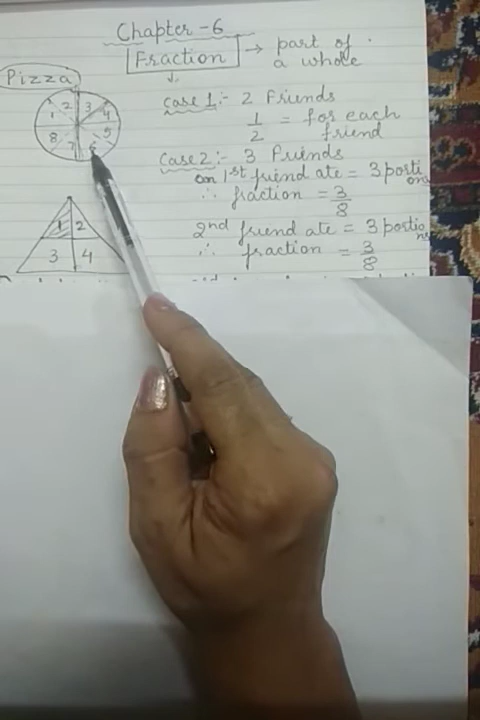 Chapter - 6
Fraction → part of
a whole
Pizza
1 2 3 4 5 6 7 8
Case 1:- 2 Friends
1/2 = for each
friend
Case 2:- 3 Friends
1st friend ate = 3 portions
∴ fraction = 3/8
2nd friend ate = 3 portions
∴ fraction = 3/8
1 2
3 4